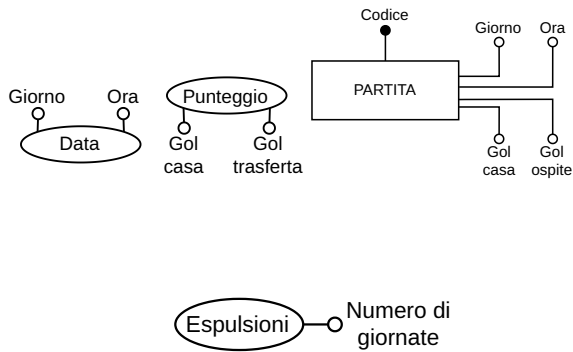 Codice
Giorno Ora
PARTITA
Gol
casa
Gol
ospite
Giorno Ora
Data
Punteggio
Gol
casa
Gol
trasferta
Espulsioni
Numero di
giornate